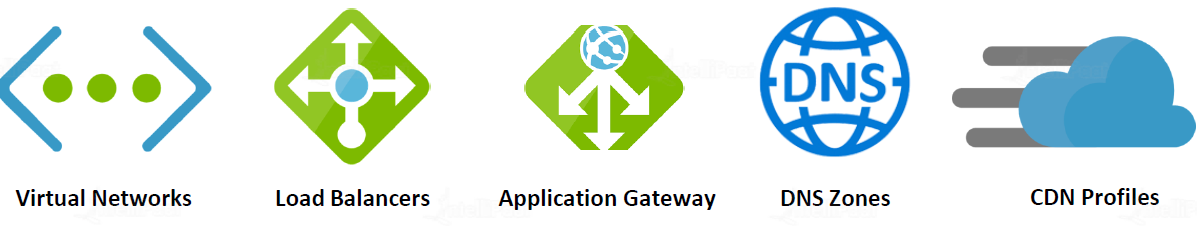 DNS
Virtual Networks
Load Balancers
Application Gateway
DNS Zones
CDN Profiles